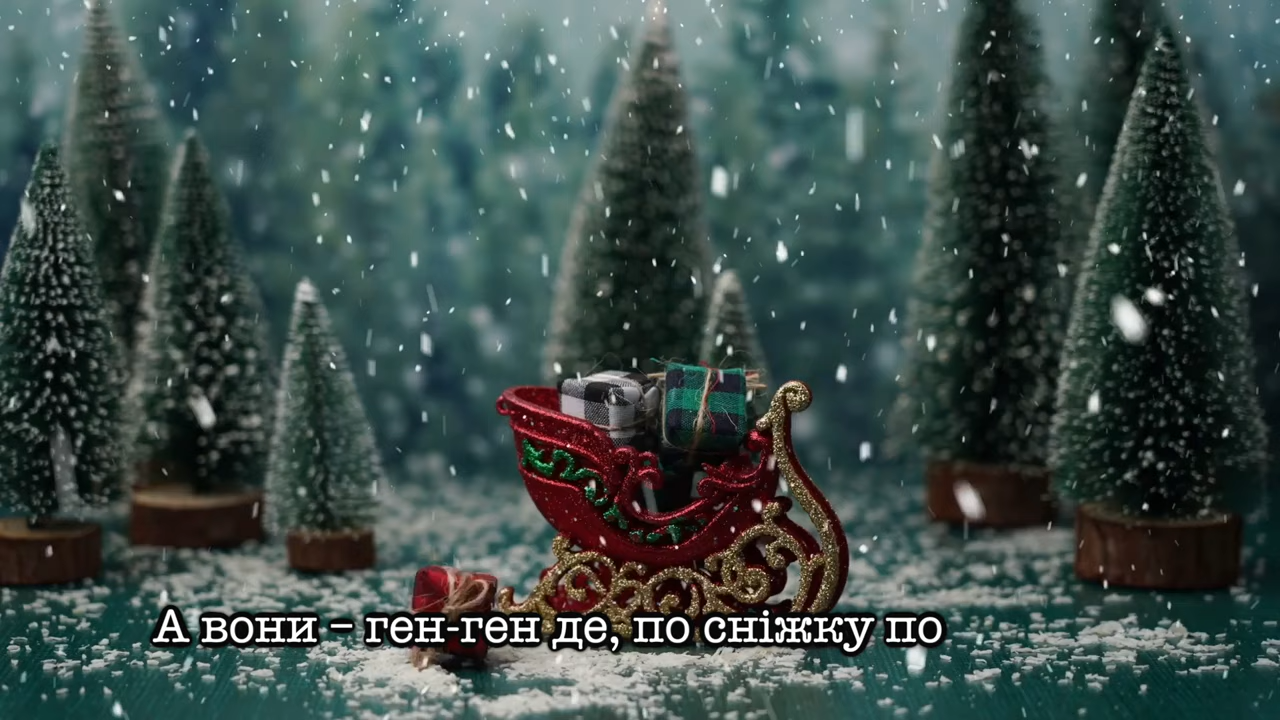 А вони – ген-ген де, по сніжку по